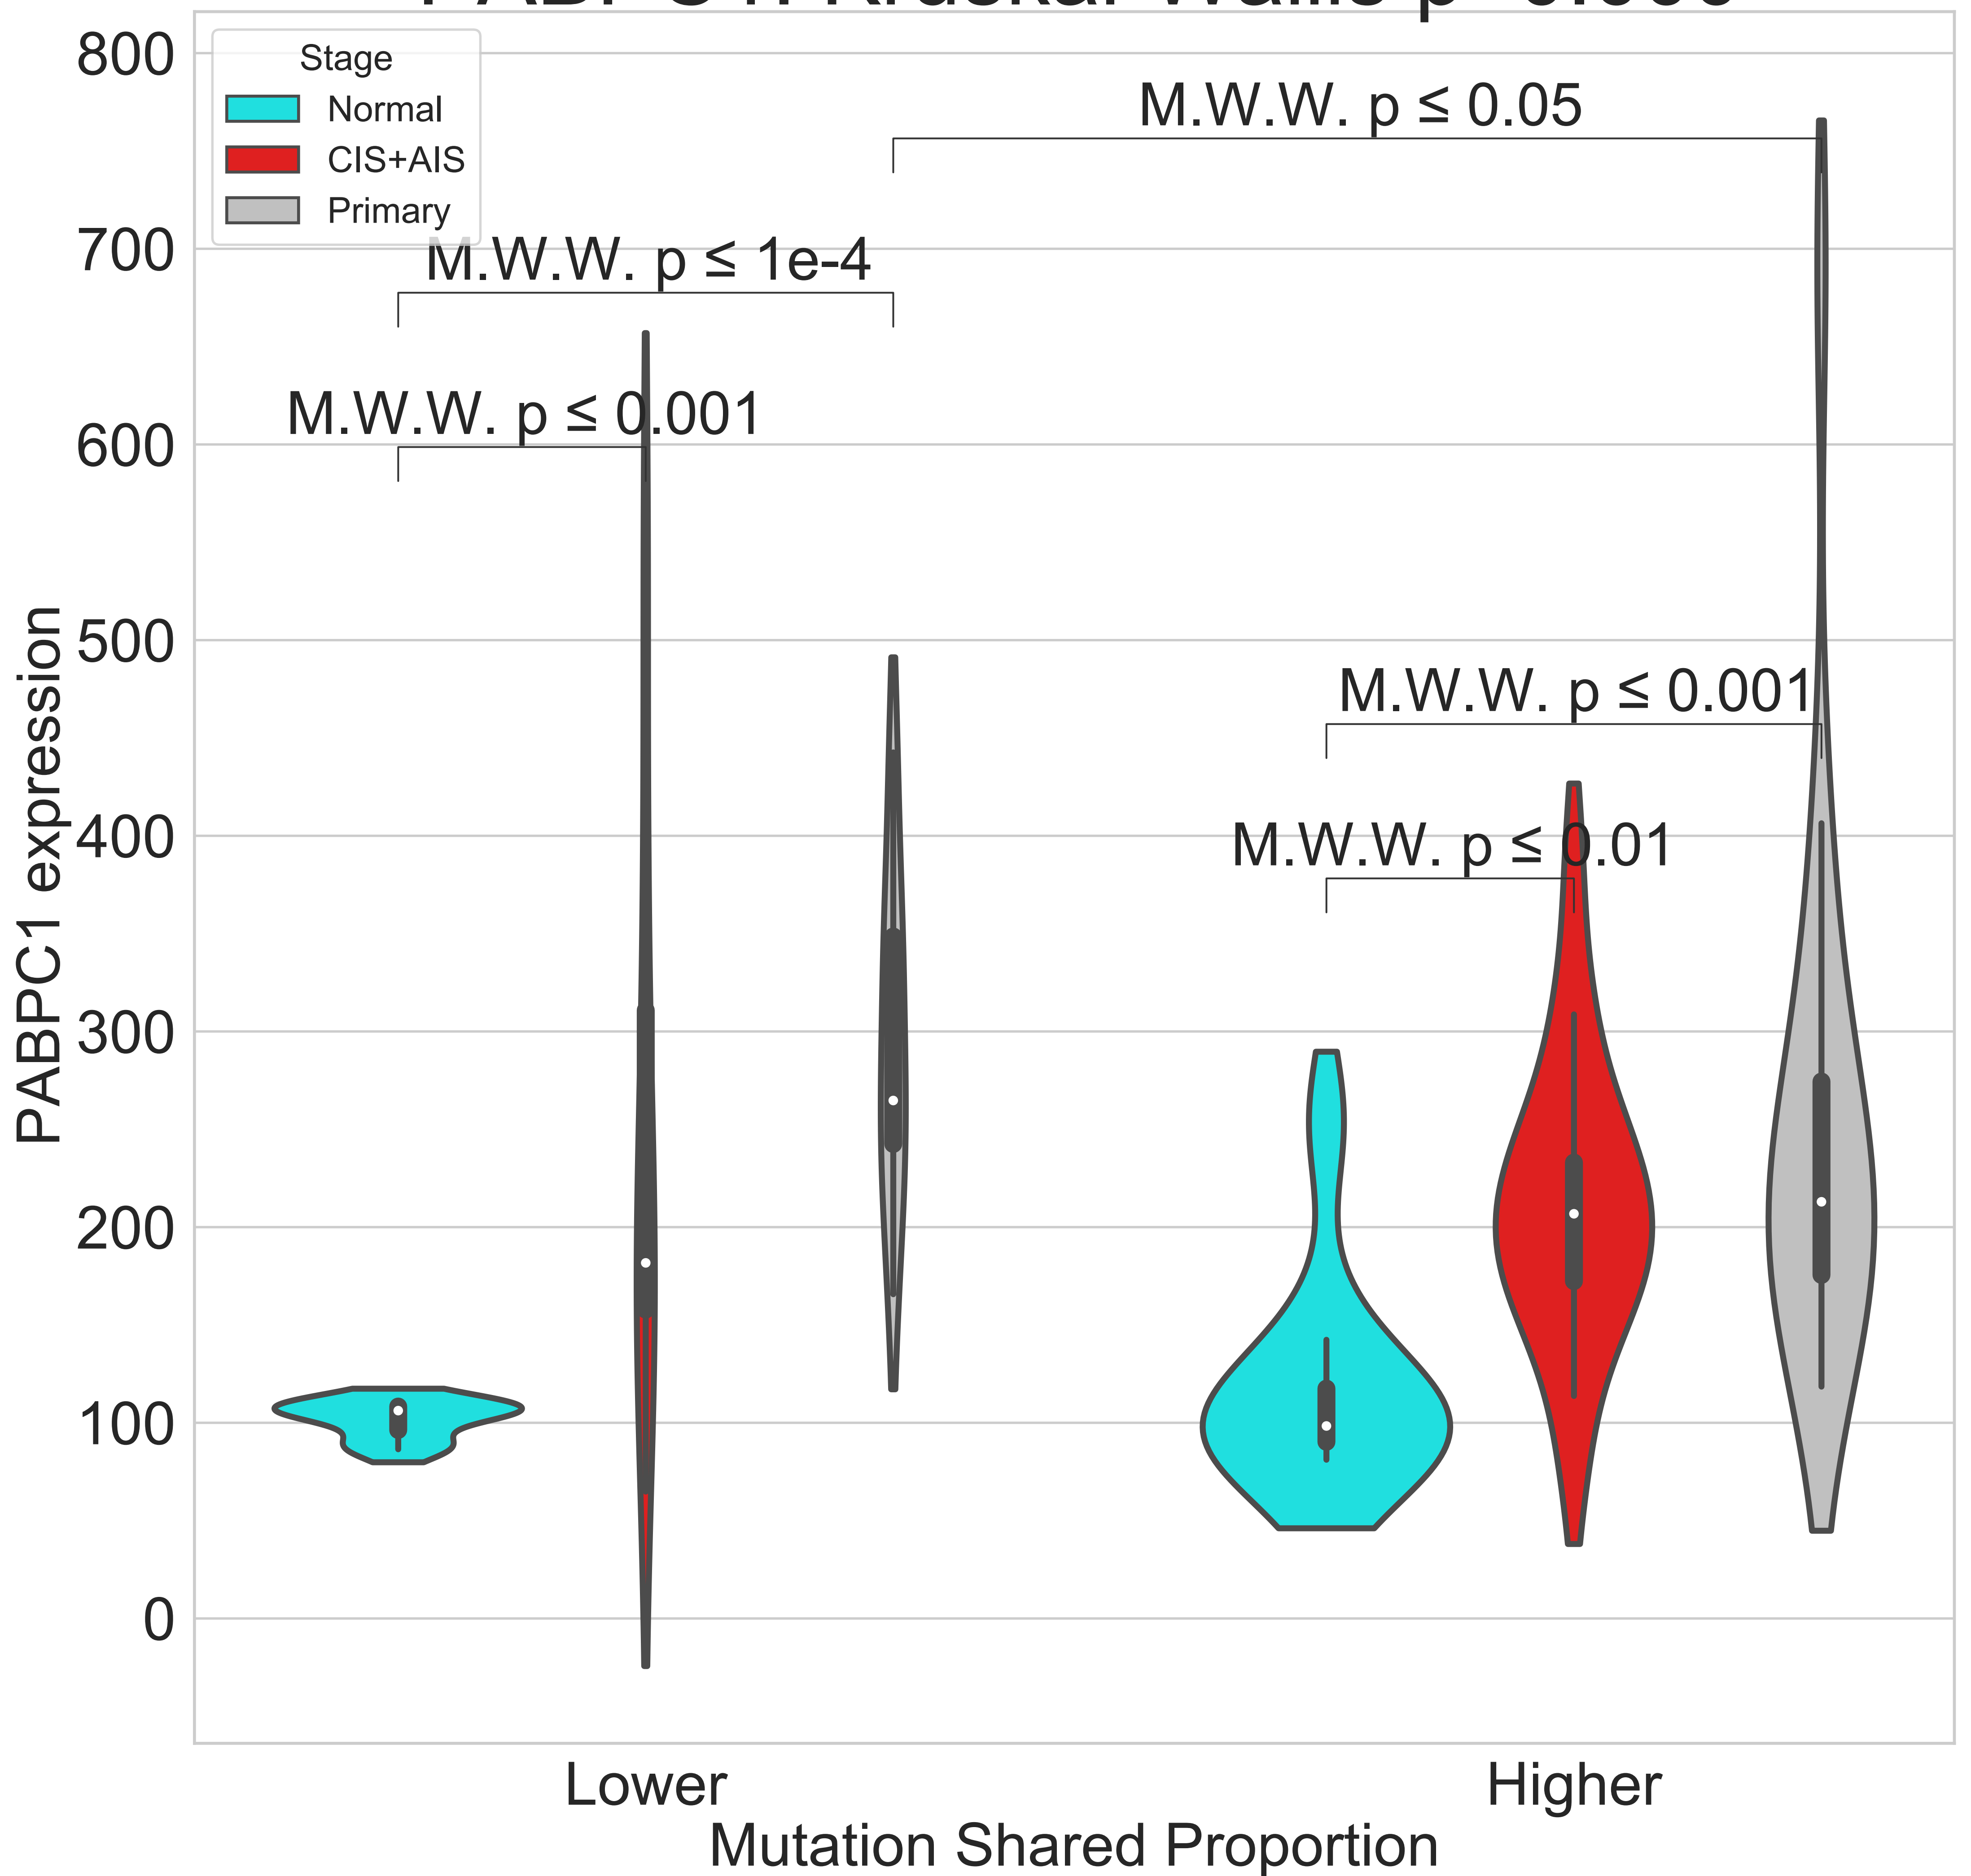 800
Stage
Normal
CIS+AIS
Primary
M.W.W. p ≤ 0.05
700
M.W.W. p ≤ 1e-4
M.W.W. p ≤ 0.001
600
500
M.W.W. p ≤ 0.001
400
M.W.W. p ≤ 0.01
300
200
100
0
PABPC1 expression
Lower
Higher
Mutation Shared Proportion